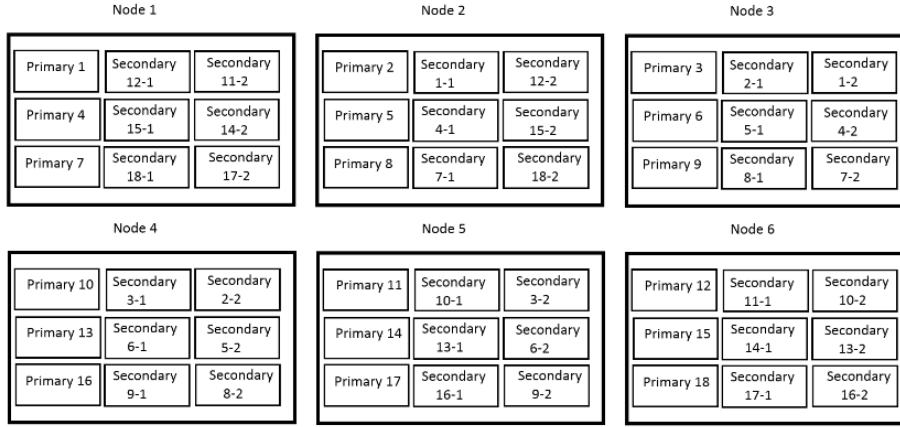 Node 1
Node 2
Node 3
Primary 1
Secondary
12-1
Secondary
11-2
Primary 4
Secondary
15-1
Secondary
14-2
Primary 7
Secondary
18-1
Secondary
17-2
Primary 2
Secondary
1-1
Secondary
12-2
Primary 5
Secondary
4-1
Secondary
15-2
Primary 8
Secondary
7-1
Secondary
18-2
Primary 3
Secondary
2-1
Secondary
1-2
Primary 6
Secondary
5-1
Secondary
4-2
Primary 9
Secondary
8-1
Secondary
7-2
Node 4
Node 5
Node 6
Primary 10
Secondary
3-1
Secondary
2-2
Primary 13
Secondary
6-1
Secondary
5-2
Primary 16
Secondary
9-1
Secondary
8-2
Primary 11
Secondary
10-1
Secondary
3-2
Primary 14
Secondary
13-1
Secondary
6-2
Primary 17
Secondary
16-1
Secondary
9-2
Primary 12
Secondary
11-1
Secondary
10-2
Primary 15
Secondary
14-1
Secondary
13-2
Primary 18
Secondary
17-1
Secondary
16-2